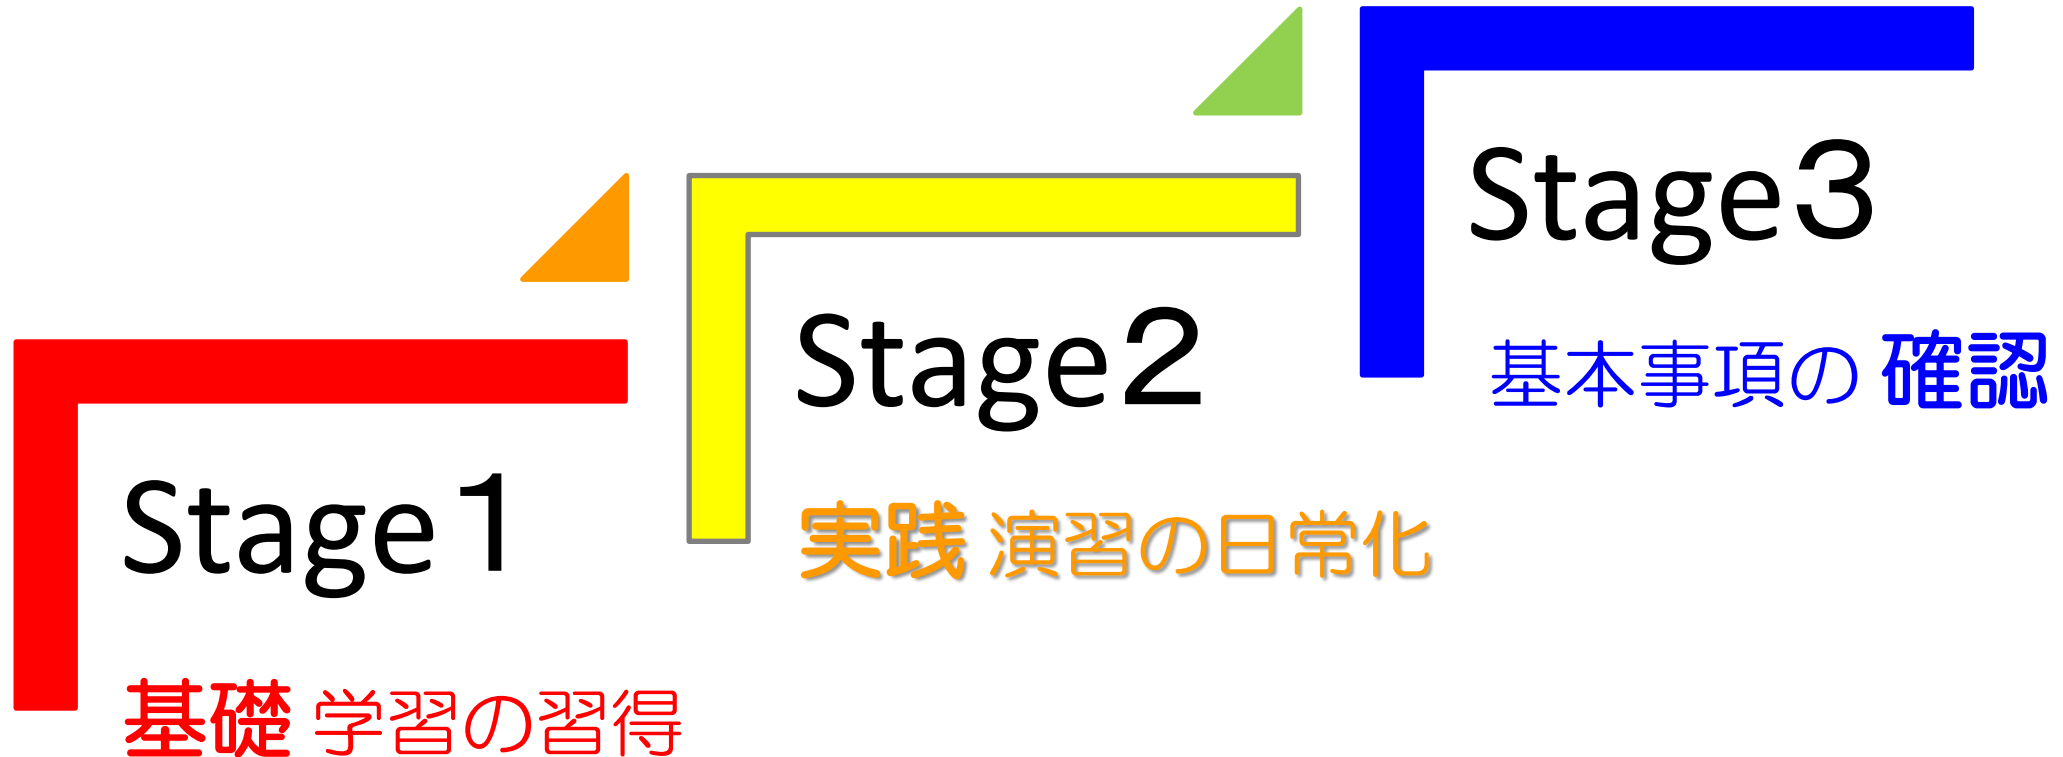 Stage１
基礎 学習の習得
Stage２
実践 演習の日常化
Stage３
基本事項の 確認